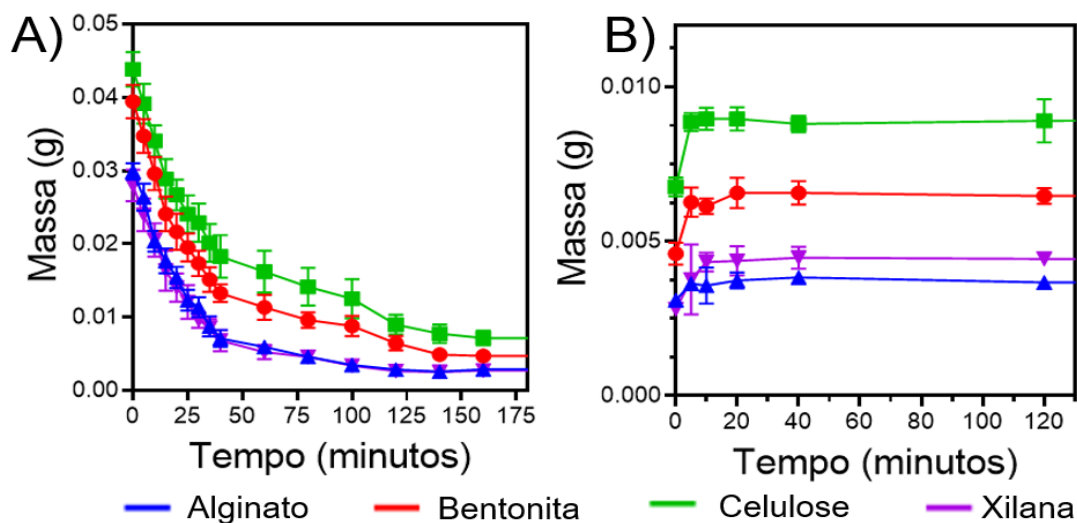 A)
0.05
0.04
0.03
0.02
0.01
0.00
Massa (g)
0 25 50 75 100 125 150 175
Tempo (minutos)
B)
0.010
0.005
0.000
Massa (g)
0 20 40 60 80 100 120
Tempo (minutos)
Alginato Bentonita Celulose Xilana